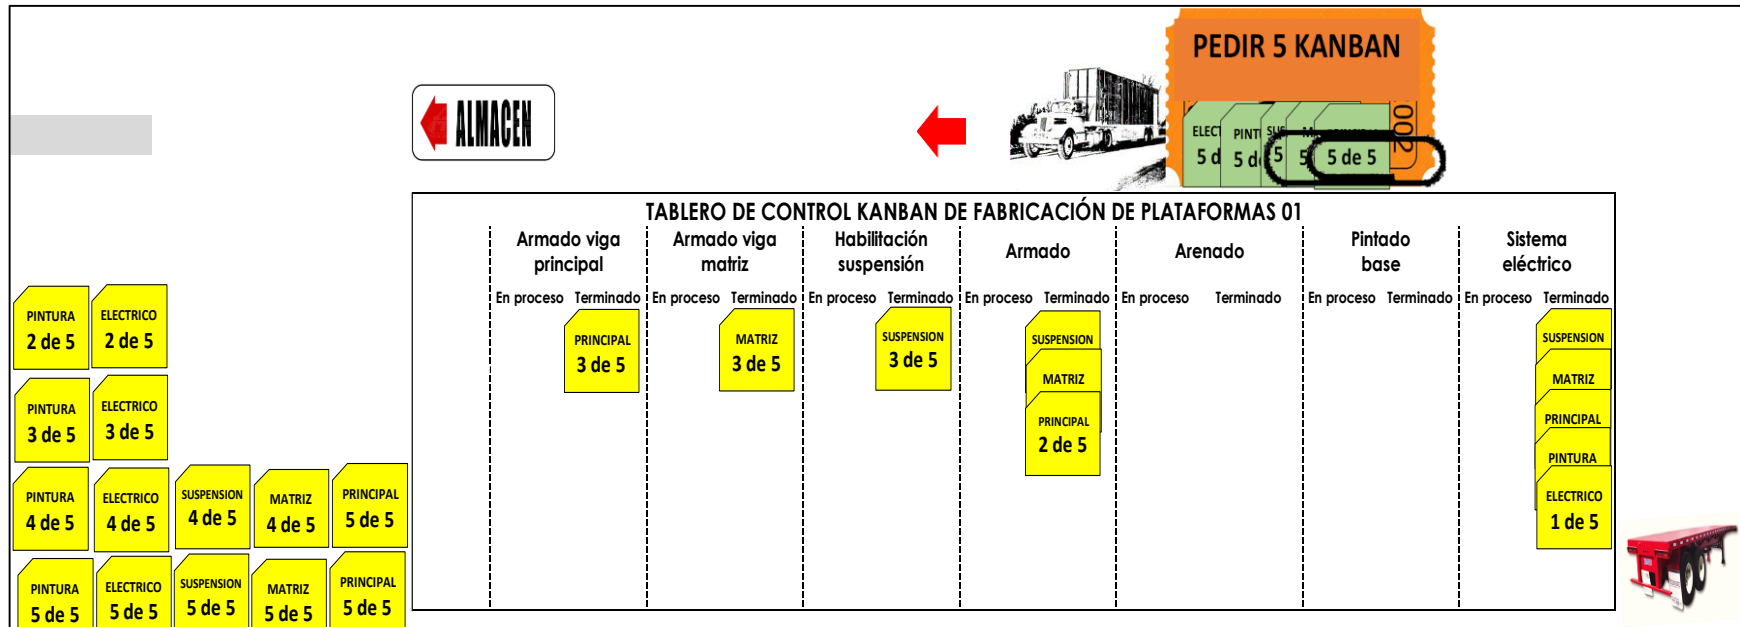 PEDIR 5 KANBAN
ALMACEN
002
ELECT
5 d
PINTU
5 d
SUS
5
M
5
5 de 5
TABLERO DE CONTROL KANBAN DE FABRICACIÓN DE PLATAFORMAS 01
Armado viga
principal
Armado viga
matriz
Habilitación
suspensión
Armado
Arenado
Pintado
base
Sistema
eléctrico
En proceso Terminado En proceso Terminado En proceso Terminado En proceso Terminado En proceso Terminado En proceso Terminado En proceso Terminado
PRINCIPAL
3 de 5
MATRIZ
3 de 5
SUSPENSION
3 de 5
SUSPENSION
MATRIZ
PRINCIPAL
2 de 5
SUSPENSION
MATRIZ
PRINCIPAL
PINTURA
ELECTRICO
1 de 5
PINTURA
2 de 5
ELECTRICO
2 de 5
PINTURA
3 de 5
ELECTRICO
3 de 5
PINTURA
4 de 5
ELECTRICO
4 de 5
SUSPENSION
4 de 5
MATRIZ
4 de 5
PRINCIPAL
5 de 5
PINTURA
5 de 5
ELECTRICO
5 de 5
SUSPENSION
5 de 5
MATRIZ
5 de 5
PRINCIPAL
5 de 5